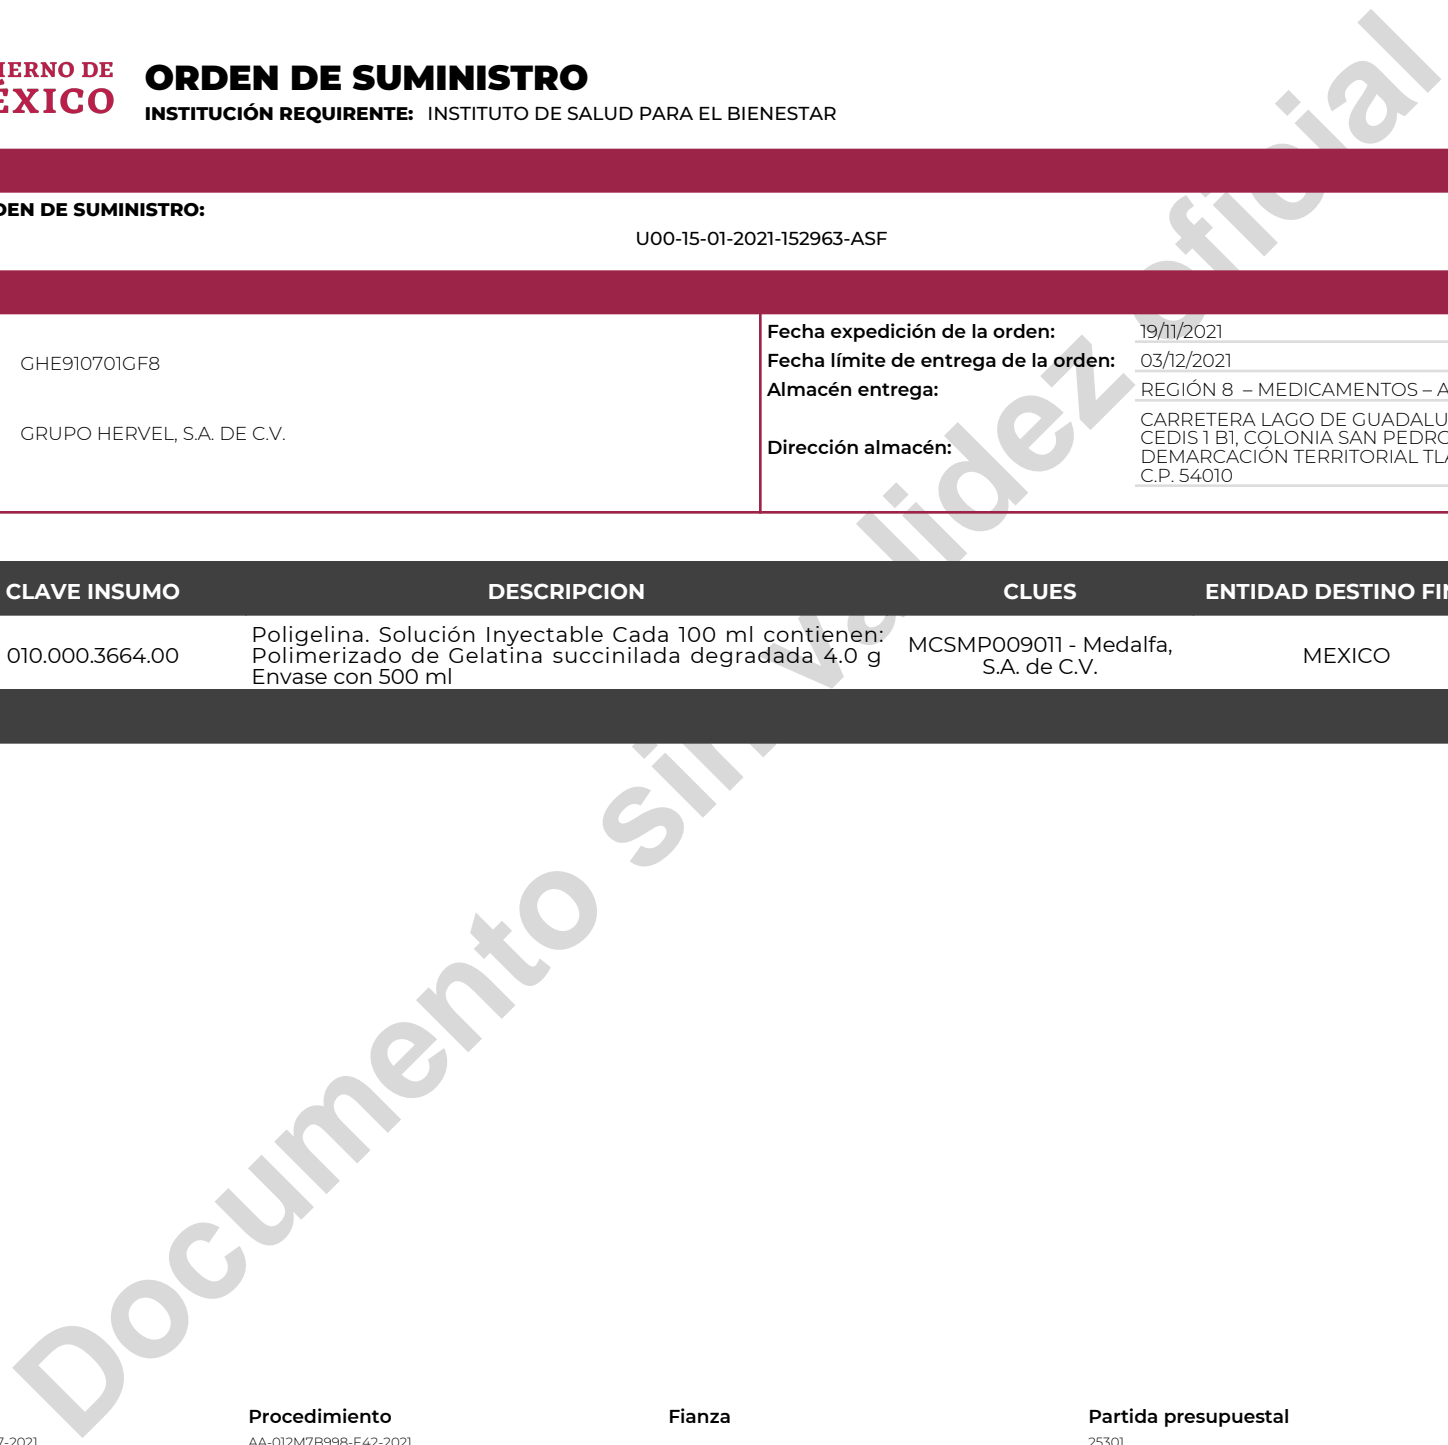 IERNO DE
ÉXICO
ORDEN DE SUMINISTRO
INSTITUCIÓN REQUIRENTE: INSTITUTO DE SALUD PARA EL BIENESTAR
DEN DE SUMINISTRO:
U00-15-01-2021-152963-ASF
GHE910701GF8
GRUPO HERVEL, S.A. DE C.V.
Fecha expedición de la orden: 19/11/2021
Fecha límite de entrega de la orden: 03/12/2021
Almacén entrega: REGIÓN 8 – MEDICAMENTOS – A
Dirección almacén:
CARRETERA LAGO DE GUADALU
CEDIS 1 B1, COLONIA SAN PEDRO
DEMARCACIÓN TERRITORIAL TLA
C.P. 54010
CLAVE INSUMO DESCRIPCION CLUES ENTIDAD DESTINO FIN
010.000.3664.00
Poligelina. Solución Inyectable Cada 100 ml contienen:
Polimerizado de Gelatina succinilada degradada 4.0 g
Envase con 500 ml
MCSMP009011 - Medalfa,
S.A. de C.V.
MEXICO
Documento sin validez oficial
Procedimiento Fianza Partida presupuestal
7-2021 AA-012M7B998-E42-2021 25301